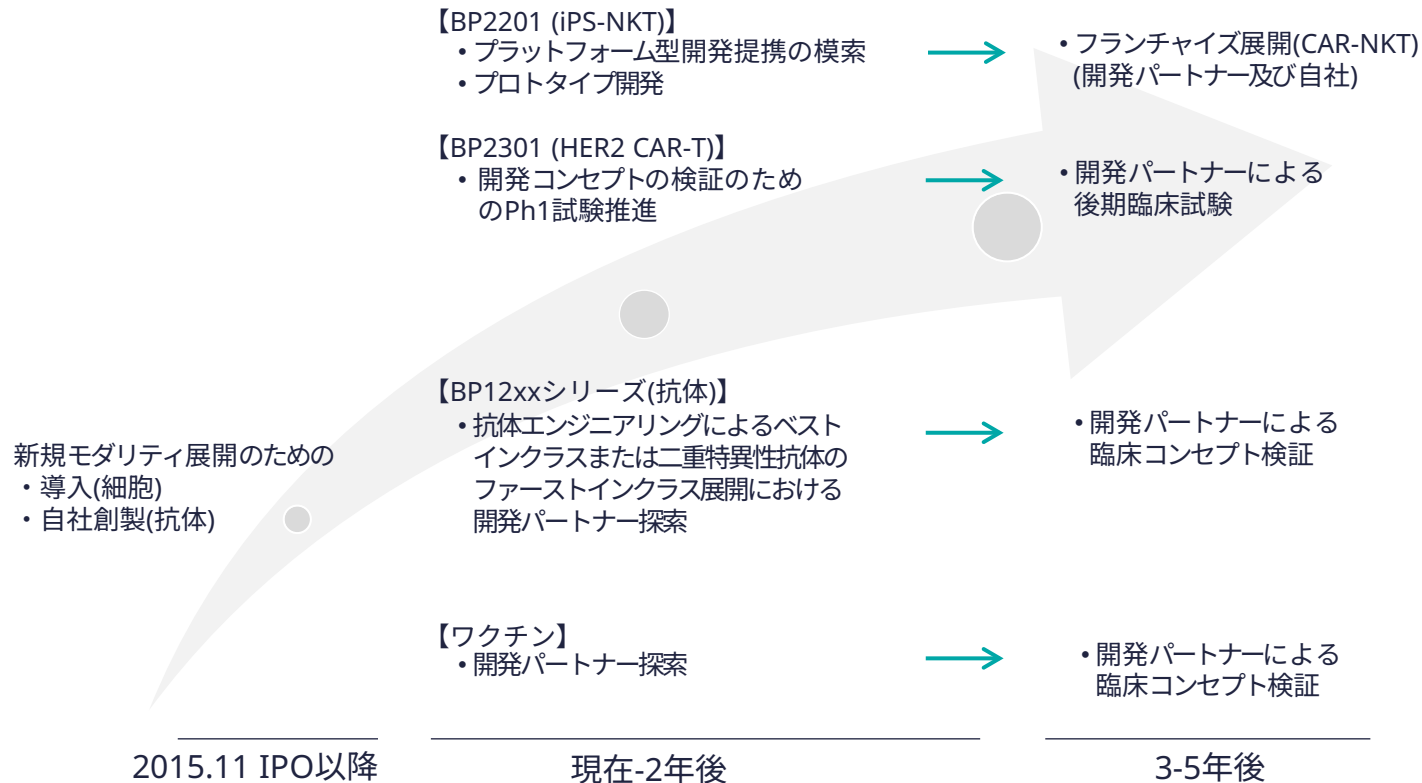 【BP2201 (iPS-NKT)】
• プラットフォーム型開発提携の模索
• プロトタイプ開発
• フランチャイズ展開(CAR-NKT)
(開発パートナー及び自社)
【BP2301 (HER2 CAR-T)】
• 開発コンセプトの検証のため
のPh1試験推進
• 開発パートナーによる
後期臨床試験
新規モダリティ展開のための
・導入(細胞)
・自社創製(抗体)
【BP12xxシリーズ(抗体)】
• 抗体エンジニアリングによるベスト
インクラスまたは二重特異性抗体の
ファーストインクラス展開における
開発パートナー探索
• 開発パートナーによる
臨床コンセプト検証
【ワクチン】
• 開発パートナー探索
• 開発パートナーによる
臨床コンセプト検証
2015.11 IPO以降
現在-2年後
3-5年後